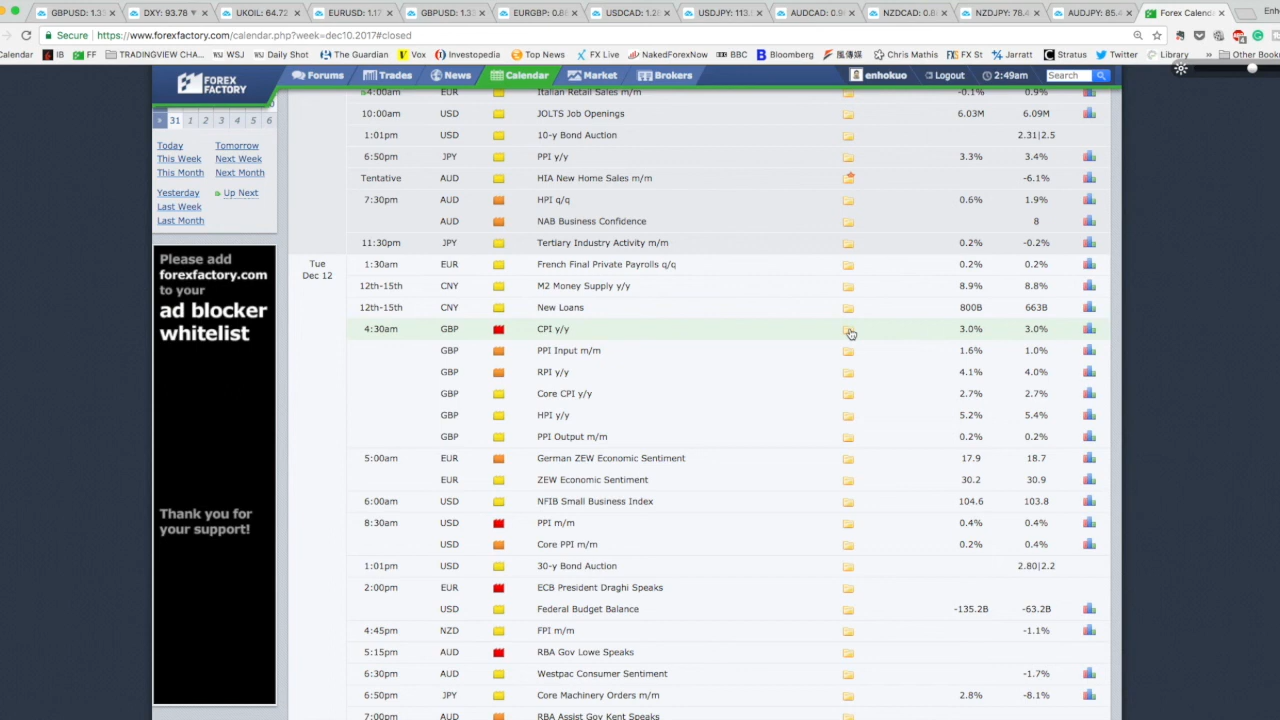 GBPUSD: 1.3
DXY: 93.78
UKOIL: 64.72
EURUSD: 1.17
GBPUSD: 1.3
EURGBP: 0.8
USDCAD: 1.2
USDJPY: 113.
AUDCAD: 0.9
NZDCAD: 0.8
NZDJPY: 78.4
AUDJPY: 85.4
Forex Calend
Enh
Secure
https://www.forexfactory.com/calendar.php?week=dec10.2017#closed
Calendar
IB
FF
TRADINGVIEW CHA...
WSJ
Daily Shot
The Guardian
Vox
Investopedia
Top News
FX Live
NakedForexNow
BBC
Bloomberg
風傳媒
Chris Mathis
FX St
Jarratt
Stratus
Twitter
Library
»
Other Boo
FOREX FACTORY
Forums
Trades
News
Calendar
Market
Brokers
enhokuo
Logout
2:49am
Search
» 31 1 2 3 4 5 6
Today Tomorrow
This Week Next Week
This Month Next Month
Yesterday Up Next
Last Week
Last Month
Please add
forexfactory.com
to your
ad blocker
whitelist
Thank you for
your support!
4:00am EUR Italian Retail Sales m/m -0.1% 0.9%
10:00am USD JOLTS Job Openings 6.03M 6.09M
1:01pm USD 10-y Bond Auction 2.31|2.5
6:50pm JPY PPI y/y 3.3% 3.4%
Tentative AUD HIA New Home Sales m/m -6.1%
7:30pm AUD HPI q/q 0.6% 1.9%
AUD NAB Business Confidence 8
11:30pm JPY Tertiary Industry Activity m/m 0.2% -0.2%
Tue
Dec 12
1:30am EUR French Final Private Payrolls q/q 0.2% 0.2%
12th-15th CNY M2 Money Supply y/y 8.9% 8.8%
12th-15th CNY New Loans 800B 663B
4:30am GBP CPI y/y 3.0% 3.0%
GBP PPI Input m/m 1.6% 1.0%
GBP RPI y/y 4.1% 4.0%
GBP Core CPI y/y 2.7% 2.7%
GBP HPI y/y 5.2% 5.4%
GBP PPI Output m/m 0.2% 0.2%
5:00am EUR German ZEW Economic Sentiment 17.9 18.7
EUR ZEW Economic Sentiment 30.2 30.9
6:00am USD NFIB Small Business Index 104.6 103.8
8:30am USD PPI m/m 0.4% 0.4%
USD Core PPI m/m 0.2% 0.4%
1:01pm USD 30-y Bond Auction 2.80|2.2
2:00pm EUR ECB President Draghi Speaks
USD Federal Budget Balance -135.2B -63.2B
4:45pm NZD FPI m/m -1.1%
5:15pm AUD RBA Gov Lowe Speaks
6:30pm AUD Westpac Consumer Sentiment -1.7%
6:50pm JPY Core Machinery Orders m/m 2.8% -8.1%
7:00pm AUD RBA Assist Gov Kent Speaks